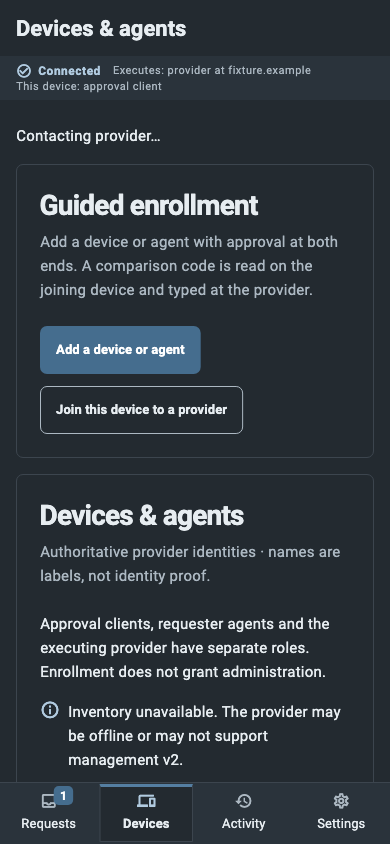 Devices & agents
Connected Executes: provider at fixture.example
This device: approval client
Contacting provider…
Guided enrollment
Add a device or agent with approval at both
ends. A comparison code is read on the
joining device and typed at the provider.
Add a device or agent
Join this device to a provider
Devices & agents
Authoritative provider identities · names are
labels, not identity proof.
Approval clients, requester agents and the
executing provider have separate roles.
Enrollment does not grant administration.
Inventory unavailable. The provider may
be offline or may not support
management v2.
1
Requests Devices Activity Settings